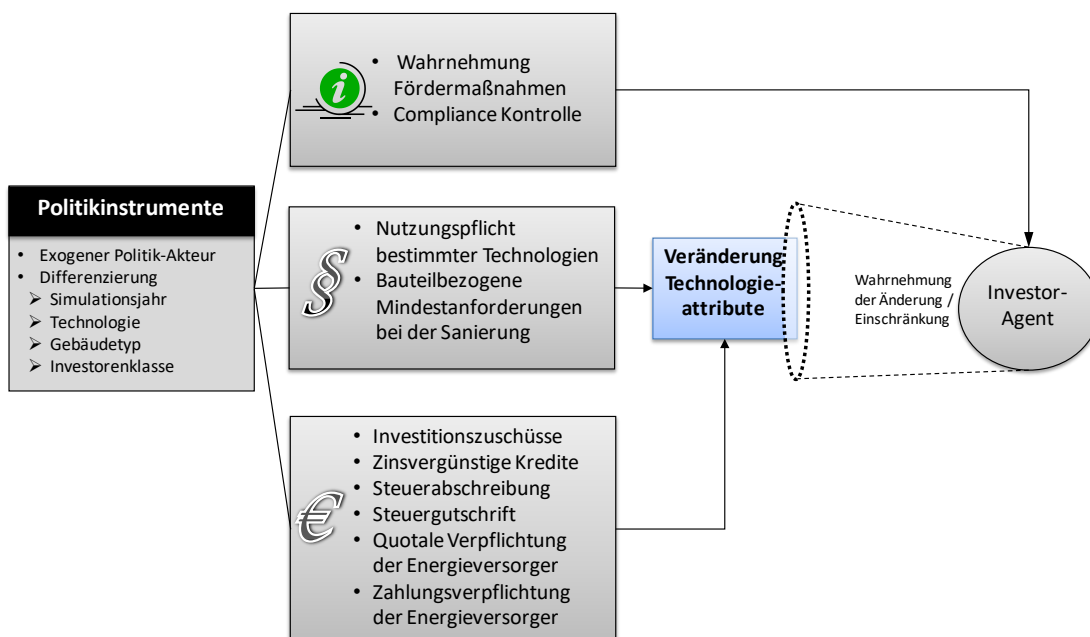 • Wahrnehmung
Fördermaßnahmen
• Compliance Kontrolle
Politikinstrumente
• Exogener Politik-Akteur
• Differenzierung
➢ Simulationsjahr
➢ Technologie
➢ Gebäudetyp
➢ Investorenklasse
§
• Nutzungspflicht
bestimmter Technologien
• Bauteilbezogene
Mindestanforderungen
bei der Sanierung
Veränderung
Technologie-
attribute
Wahrnehmung
der Änderung /
Einschränkung
Investor-
Agent
€
• Investitionszuschüsse
• Zinsvergünstige Kredite
• Steuerabschreibung
• Steuergutschrift
• Quotale Verpflichtung
der Energieversorger
• Zahlungsverpflichtung
der Energieversorger